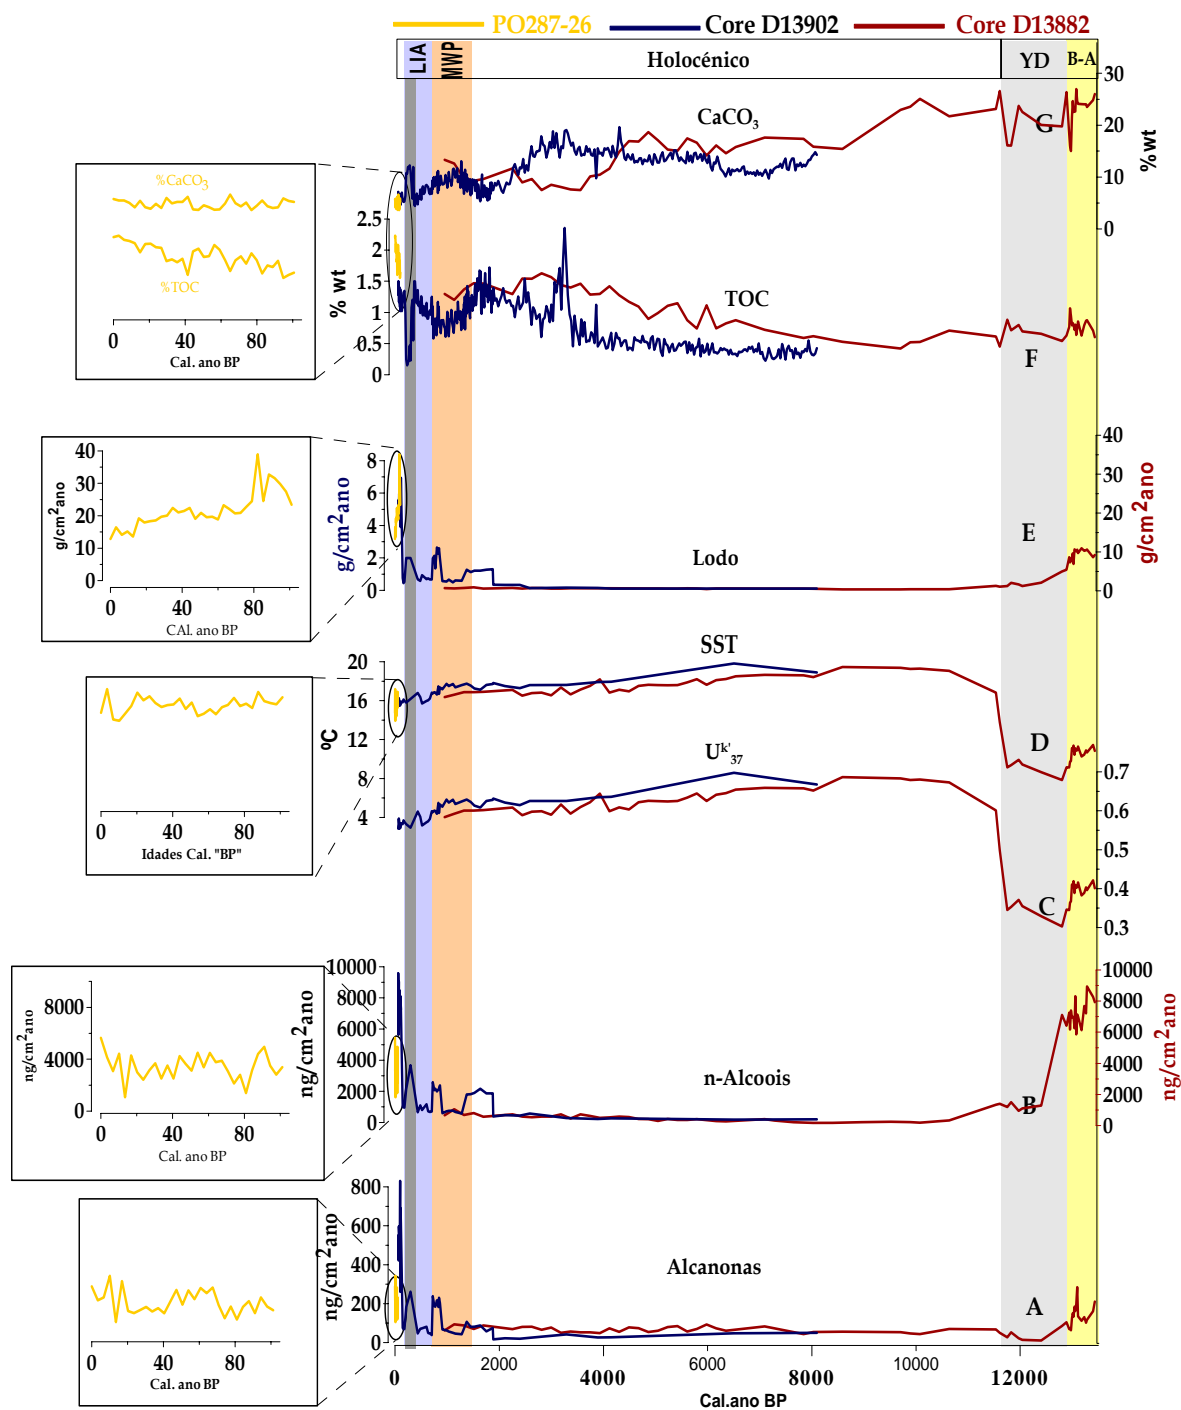 PO287-26 Core D13902 Core D13882
LIA MWP Holocénico YD B-A
CaCO3
G
30
20
10
0
%wt
%CaCO3
%TOC
0 40 80
Cal. ano BP
2.5
2
1.5
1
0.5
0
% wt
TOC
F
40
30
20
10
0
g/cm2ano
0 40 80
CAl. ano BP
8
6
4
2
0
g/cm2ano
Lodo
E
40
30
20
10
0
g/cm2ano
SST
D
20
16
12
8
4
ºC
0 40 80
Idades Cal. "BP"
Uk'37
C
0.7
0.6
0.5
0.4
0.3
8000
4000
0
ng/cm2ano
0 40 80
Cal. ano BP
10000
8000
6000
4000
2000
0
ng/cm2ano
n-Alcoois
B
10000
8000
6000
4000
2000
0
ng/cm2ano
0 40 80
Cal. ano BP
800
600
400
200
0
ng/cm2ano
Alcanonas
A
0 2000 4000 6000 8000 10000 12000
Cal.ano BP